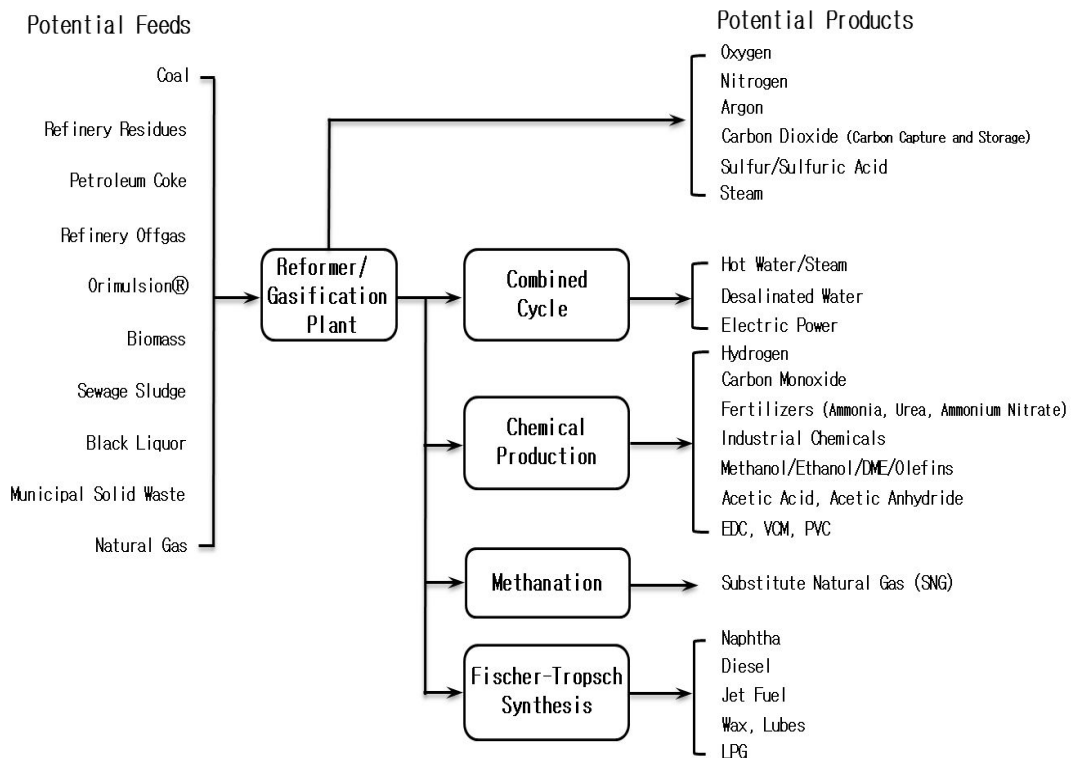 Potential Feeds
Coal
Refinery Residues
Petroleum Coke
Refinery Offgas
Orimulsion®
Biomass
Sewage Sludge
Black Liquor
Municipal Solid Waste
Natural Gas
Reformer/
Gasification
Plant
Combined
Cycle
Chemical
Production
Methanation
Fischer-Tropsch
Synthesis
Potential Products
Oxygen
Nitrogen
Argon
Carbon Dioxide (Carbon Capture and Storage)
Sulfur/Sulfuric Acid
Steam
Hot Water/Steam
Desalinated Water
Electric Power
Hydrogen
Carbon Monoxide
Fertilizers (Ammonia, Urea, Ammonium Nitrate)
Industrial Chemicals
Methanol/Ethanol/DME/Olefins
Acetic Acid, Acetic Anhydride
EDC, VCM, PVC
Substitute Natural Gas (SNG)
Naphtha
Diesel
Jet Fuel
Wax, Lubes
LPG